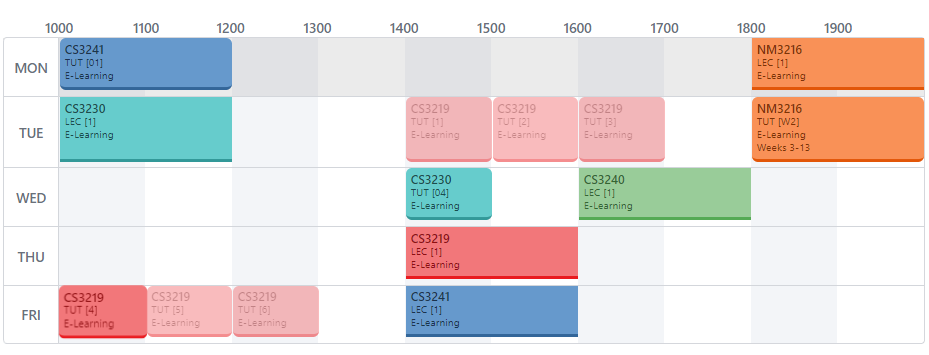 1000 1100 1200 1300 1400 1500 1600 1700 1800 1900
MON
CS3241
TUT [01]
E-Learning
NM3216
LEC [1]
E-Learning
TUE
CS3230
LEC [1]
E-Learning
CS3219
TUT [1]
E-Learning
CS3219
TUT [2]
E-Learning
CS3219
TUT [3]
E-Learning
NM3216
TUT [W2]
E-Learning
Weeks 3-13
WED
CS3230
TUT [04]
E-Learning
CS3240
LEC [1]
E-Learning
THU
CS3219
LEC [1]
E-Learning
FRI
CS3219
TUT [4]
E-Learning
CS3219
TUT [5]
E-Learning
CS3219
TUT [6]
E-Learning
CS3241
LEC [1]
E-Learning